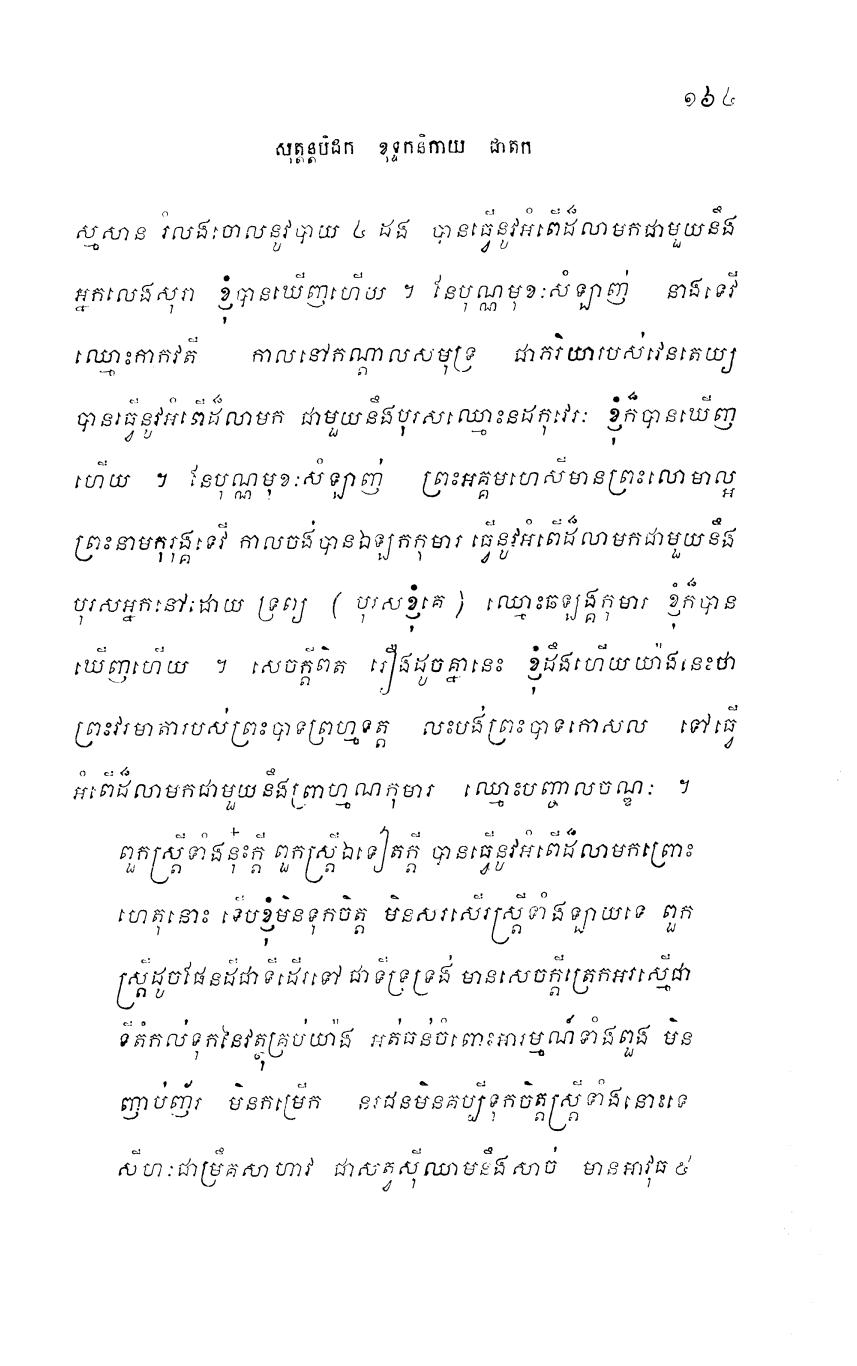 ១៦៤
សុត្តន្តបិដក ខុទ្ទកនិកាយ ជាតក
ស្មសាន រំលងចោលនូវបាយ ៤ ដង បានធ្វើនូវអំពើដ៏លាមកជាមួយនឹង
អ្នកលេងសុរា ខ្ញុំបានឃើញហើយ ។ នែបុណ្ណមុខៈសំឡាញ់ នាងទេវី
ឈ្មោះកាកវតី កាលនៅកណ្តាលសមុទ្រ ជាភរិយារបស់វេនតេយ្យ
បានធ្វើនូវអំពើដ៏លាមក ជាមួយនឹងបុរសឈ្មោះនដកុវេរៈ ខ្ញុំក៏បានឃើញ
ហើយ ។ នែបុណ្ណមុខៈសំឡាញ់ ព្រះអគ្គមហេសីមានព្រះលោមាល្អ
ព្រះនាមកុរុង្គទេវី កាលចង់បានឯឡកកុមារ ធ្វើនូវអំពើដ៏លាមកជាមួយនឹង
បុរសអ្នកនៅដោយ ទ្រព្យ ( បុរសខ្ញុំគេ ) ឈ្មោះឆឡង្គកុមារ ខ្ញុំក៏បាន
ឃើញហើយ ។ សេចក្តីពិត រឿងដូចគ្នានេះ ខ្ញុំដឹងហើយយ៉ាងនេះថា
ព្រះវរមាតារបស់ព្រះបាទព្រហ្មទត្ត លះបង់ព្រះបាទកោសល ទៅធ្វើ
អំពើដ៏លាមកជាមួយនឹងព្រាហ្មណកុមារ ឈ្មោះបញ្ចាលចណ្ឌៈ ។
ពួកស្ត្រីទាំងនុ៎ះក្តី ពួកស្ត្រីឯទៀតក្តី បានធ្វើនូវអំពើដ៏លាមកព្រោះ
ហេតុនោះ ទើបខ្ញុំមិនទុកចិត្ត មិនសរសើរស្ត្រីទាំងឡាយទេ ពួក
ស្ត្រីដូចផែនដីជាទីដើរទៅ ជាទីទ្រទ្រង់ មានសេចក្តីត្រេកអរស្មើជា
ទីតំកល់ទុកនៃវត្ថុគ្រប់យ៉ាង អត់ធន់ចំពោះអារម្មណ៍ទាំងពួង មិន
ញាប់ញ័រ មិនកម្រើក នរជនមិនគប្បីទុកចិត្តស្ត្រីទាំងនោះទេ
សីហៈជាម្រឹគសាហាវ ជាសត្វស៊ីឈាមនឹងសាច់ មានអាវុធ ៥